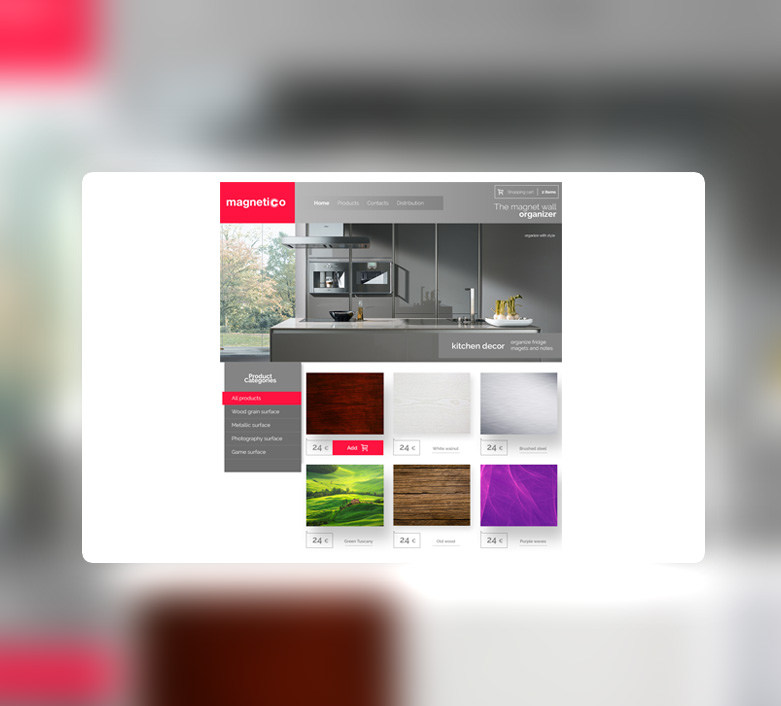 magnetico
Home Products Contacts Distribution
Shopping cart 0 items
The magnet wall
organizer
organize with style
kitchen decor
organize fridge
magets and notes
Product
Categories
All products
Wood grain surface
Metallic surface
Photography surface
Game surface
24 € Add
24 € White walnut
24 € Brushed steel
24 € Green Tuscany
24 € Old wood
24 € Purple waves